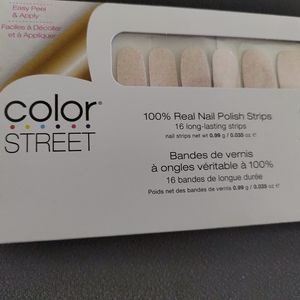 Easy Peel
& Apply
Faciles à Décoller
et à Appliquer
color®
STREET
100% Real Nail Polish Strips
16 long-lasting strips
nail strips net wt 0.99 g / 0.035 oz ℮
Bandes de vernis
à ongles véritable à 100%
16 bandes de longue durée
Poids net des bandes de vernis 0.99 g / 0.035 oz ℮